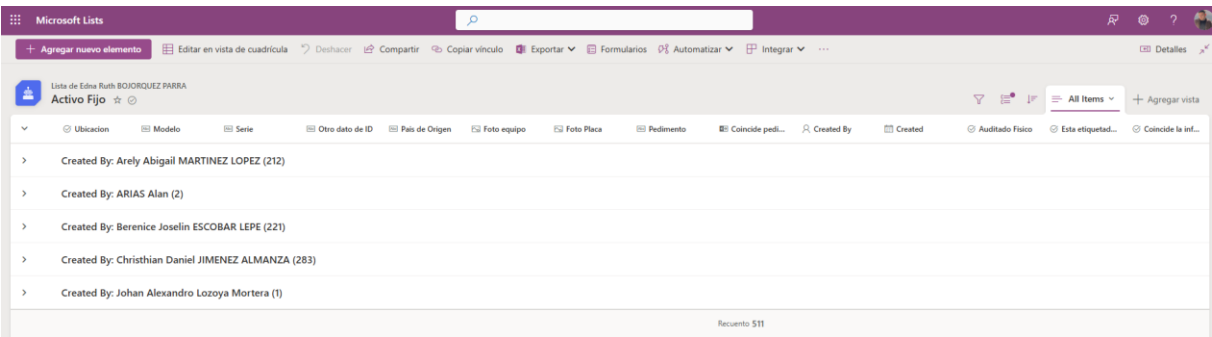 Microsoft Lists
Agregar nuevo elemento Editar en vista de cuadrícula Deshacer Compartir Copiar vínculo Exportar Formularios Automatizar Integrar ... Detalles
Lista de Edna Ruth BOJORQUEZ PARRA
Activo Fijo
All Items Agregar vista
Ubicacion Modelo Serie Otro dato de ID Pais de Origen Foto equipo Foto Placa Pedimento Coincide pedi... Created By Created Auditado Fisico Esta etiquetad... Coincide la inf...
Created By: Arely Abigail MARTINEZ LOPEZ (212)
Created By: ARIAS Alan (2)
Created By: Berenice Joselin ESCOBAR LEPE (221)
Created By: Christhian Daniel JIMENEZ ALMANZA (283)
Created By: Johan Alexandro Lozoya Mortera (1)
Recuento 511